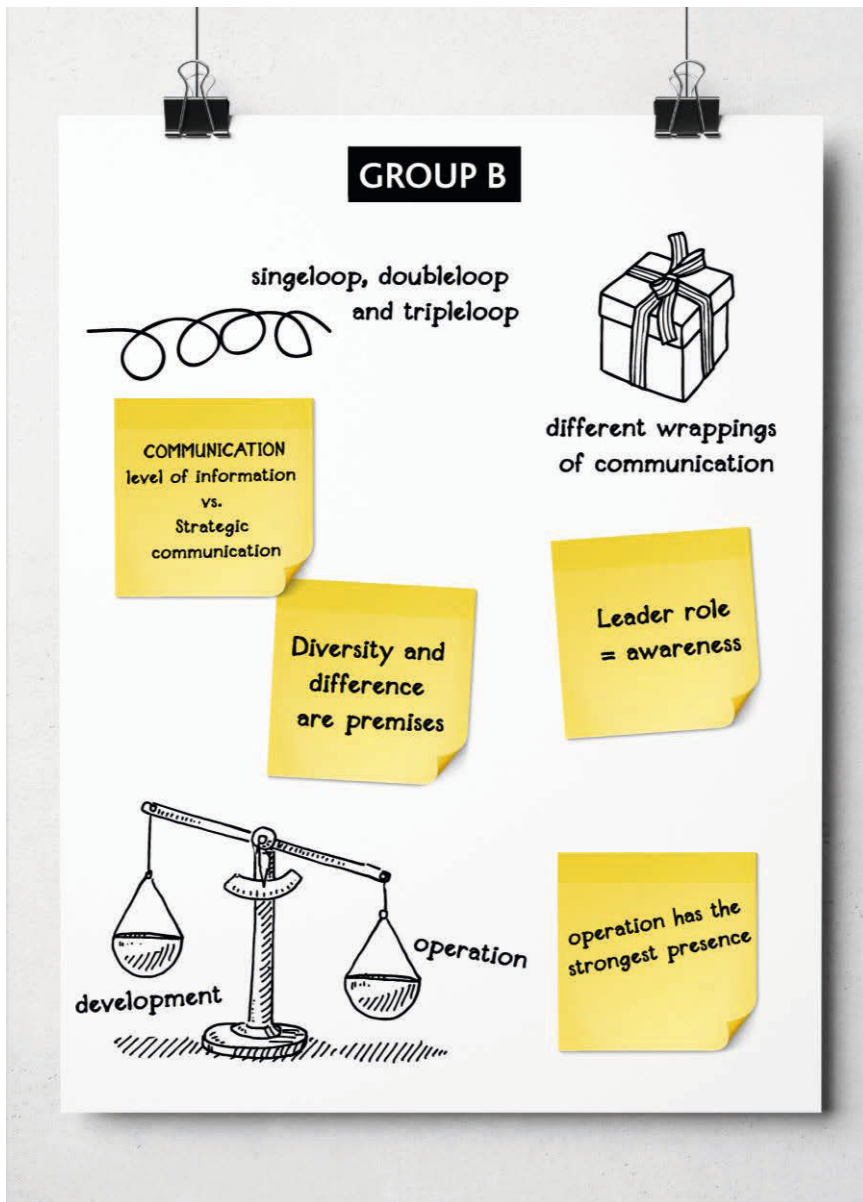 GROUP B
singeloop, doubleloop
and tripleloop
different wrappings
of communication
COMMUNICATION
level of information
vs.
Strategic
communication
Diversity and
difference
are premises
Leader role
= awareness
development
operation
operation has the
strongest presence